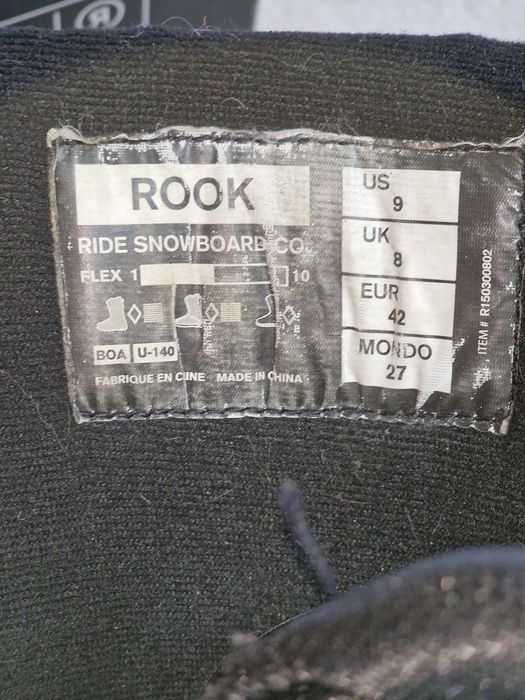 ®
ROOK
RIDE SNOWBOARD CO.
FLEX 1 10
BOA U-140
FABRIQUE EN CHINE MADE IN CHINA
US
9
UK
8
EUR
42
MONDO
27
ITEM # R150300802